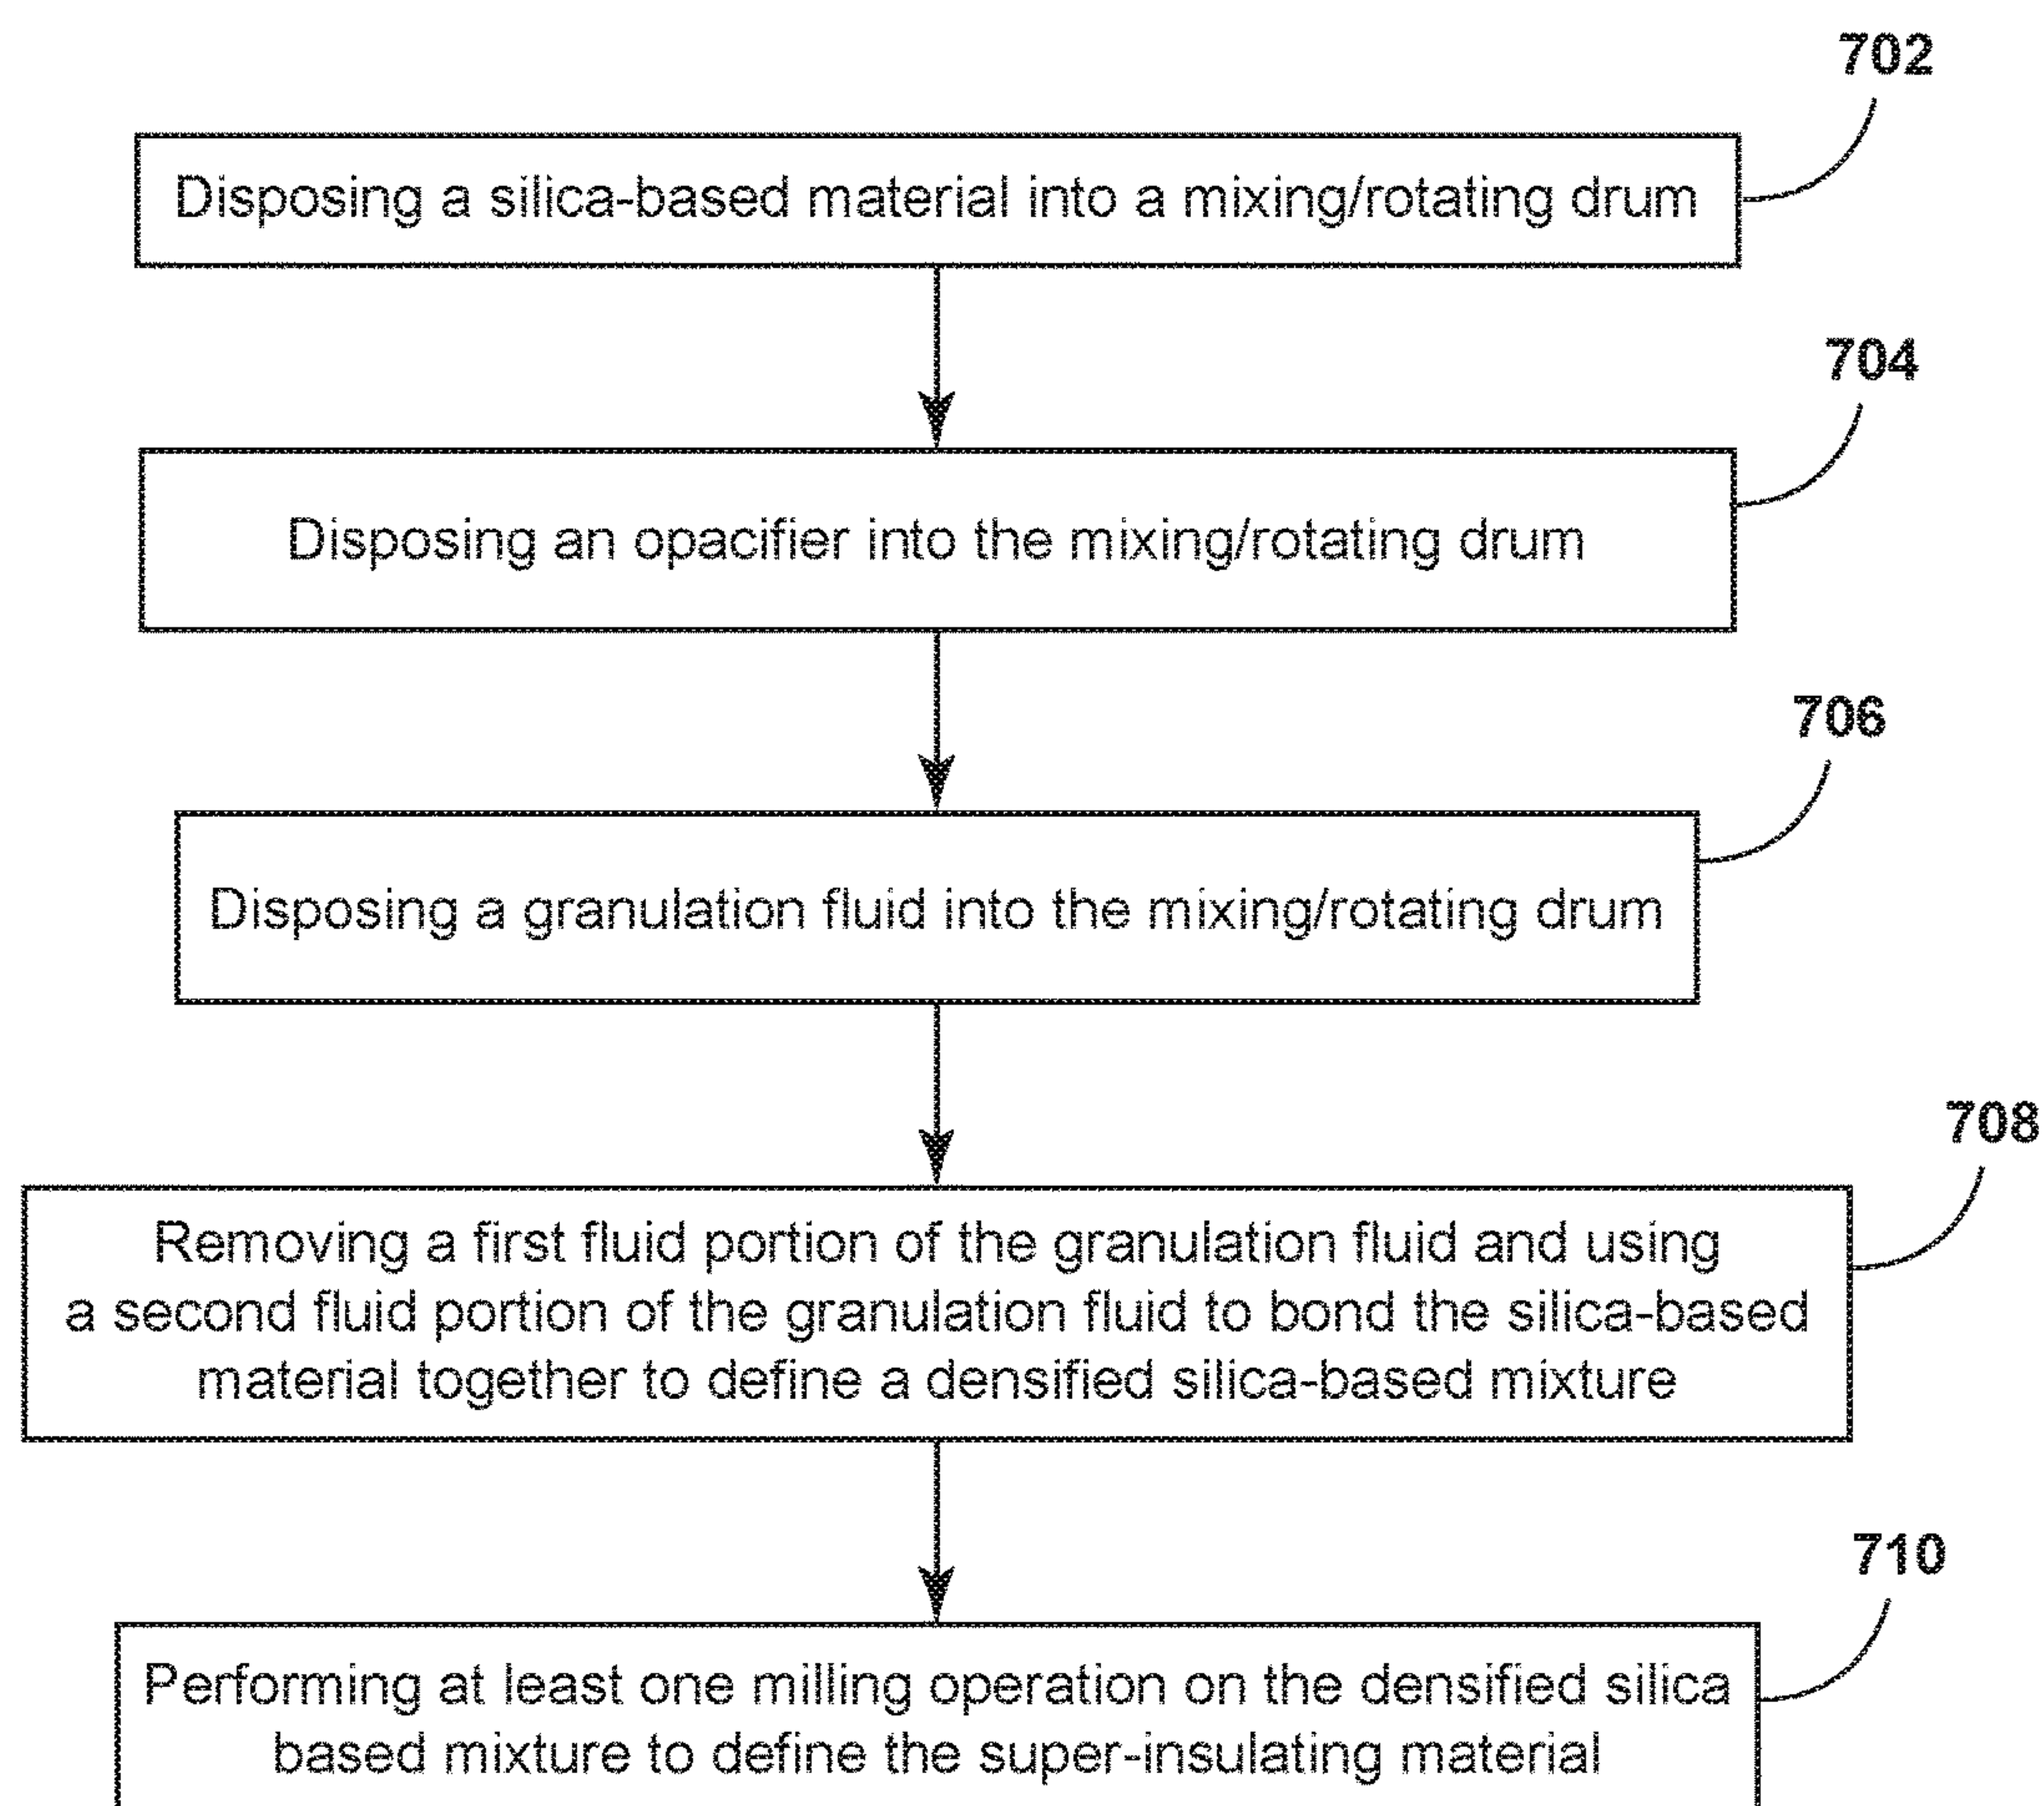 702
Disposing a silica-based material into a mixing/rotating drum
704
Disposing an opacifier into the mixing/rotating drum
706
Disposing a granulation fluid into the mixing/rotating drum
708
Removing a first fluid portion of the granulation fluid and using
a second fluid portion of the granulation fluid to bond the silica-based
material together to define a densified silica-based mixture
710
Performing at least one milling operation on the densified silica
based mixture to define the super-insulating material